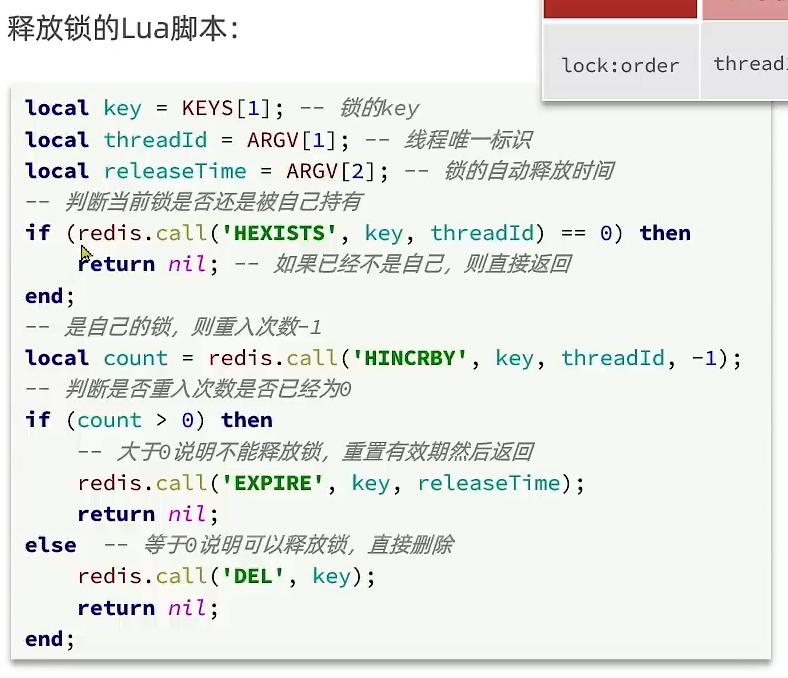 释放锁的Lua脚本：
lock:order
local key = KEYS[1]; -- 锁的key
local threadId = ARGV[1]; -- 线程唯一标识
local releaseTime = ARGV[2]; -- 锁的自动释放时间
-- 判断当前锁是否还是被自己持有
if (redis.call('HEXISTS', key, threadId) == 0) then
return nil; -- 如果已经不是自己，则直接返回
end;
-- 是自己的锁，则重入次数-1
local count = redis.call('HINCRBY', key, threadId, -1);
-- 判断是否重入次数是否已经为0
if (count > 0) then
-- 大于0说明不能释放锁，重置有效期然后返回
redis.call('EXPIRE', key, releaseTime);
return nil;
else -- 等于0说明可以释放锁，直接删除
redis.call('DEL', key);
return nil;
end;